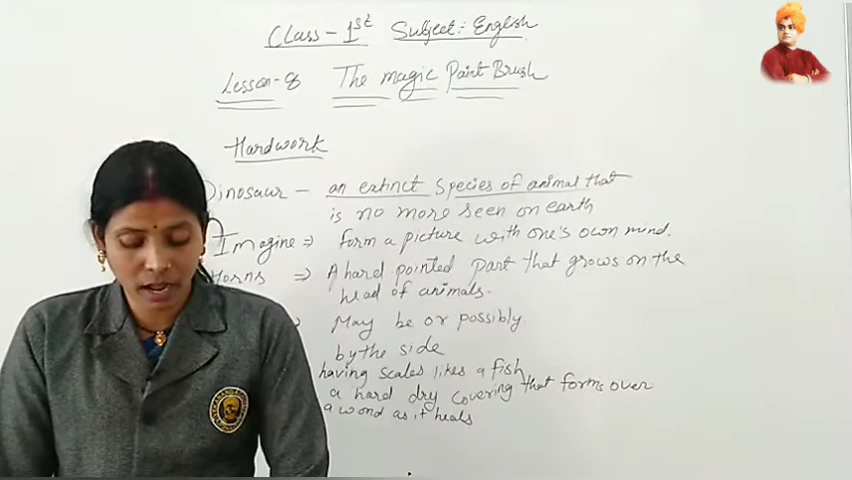 Class - 1st Subject: English
Lesson-8 The magic Paint Brush
Hardwork
Dinosaur - an extinct species of animal that
is no more seen on earth
Imagine ⇒ form a picture with one's own mind.
Horns ⇒ A hard pointed part that grows on the
head of animals.
May be or possibly
by the side
having scales likes a fish
a hard dry covering that forms over
a wond as it heals